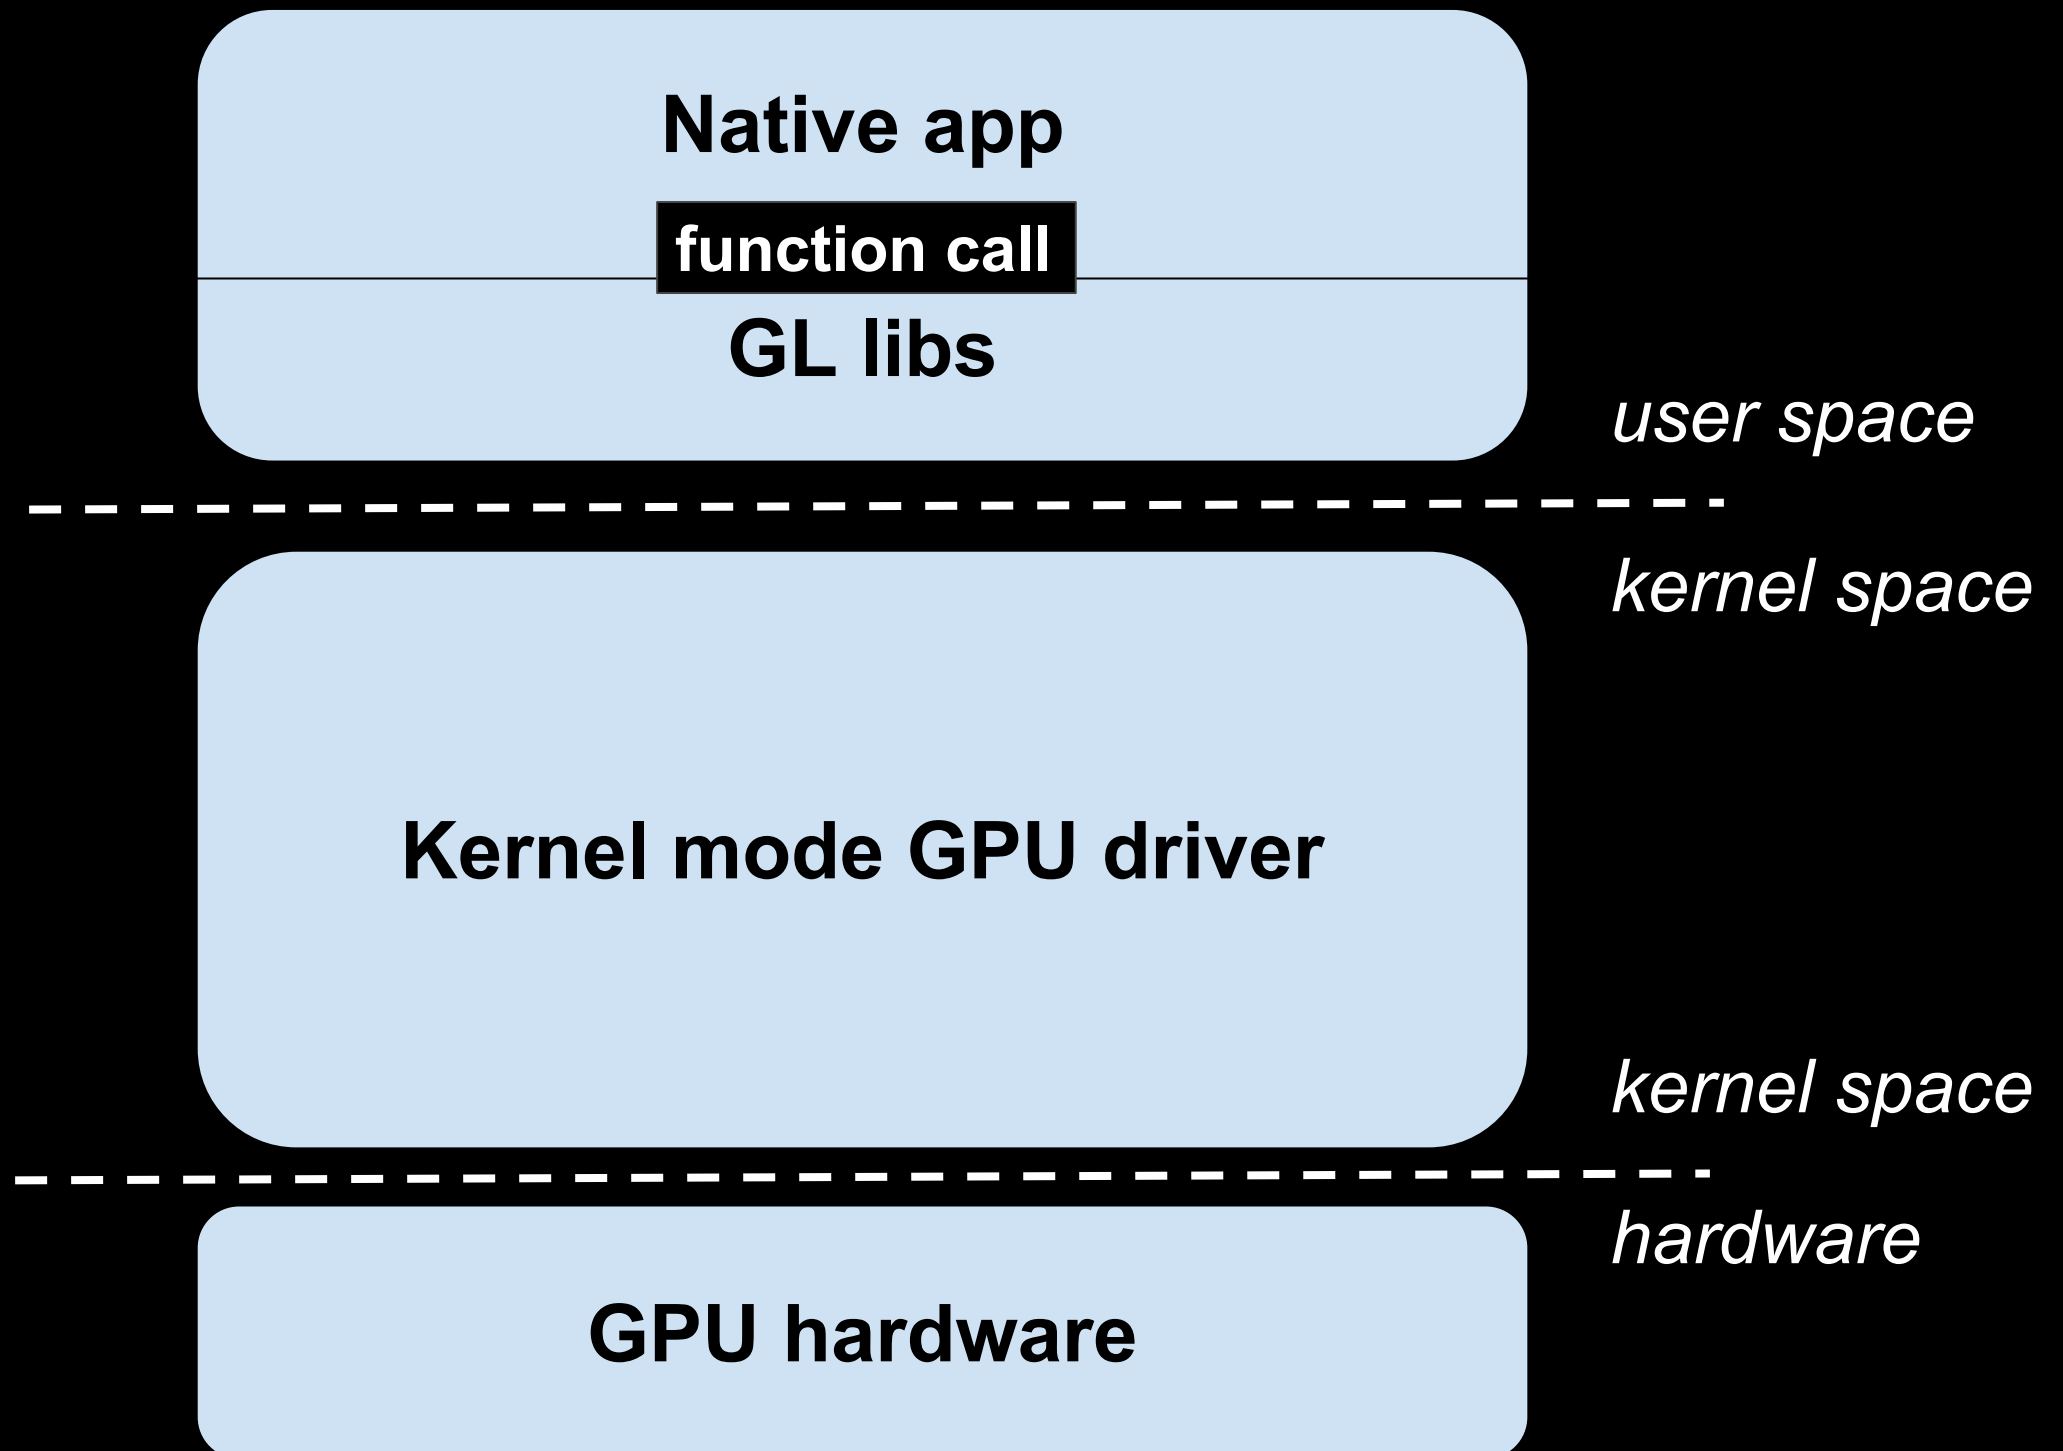 Native app
function call
GL libs
user space
kernel space
Kernel mode GPU driver
kernel space
hardware
GPU hardware